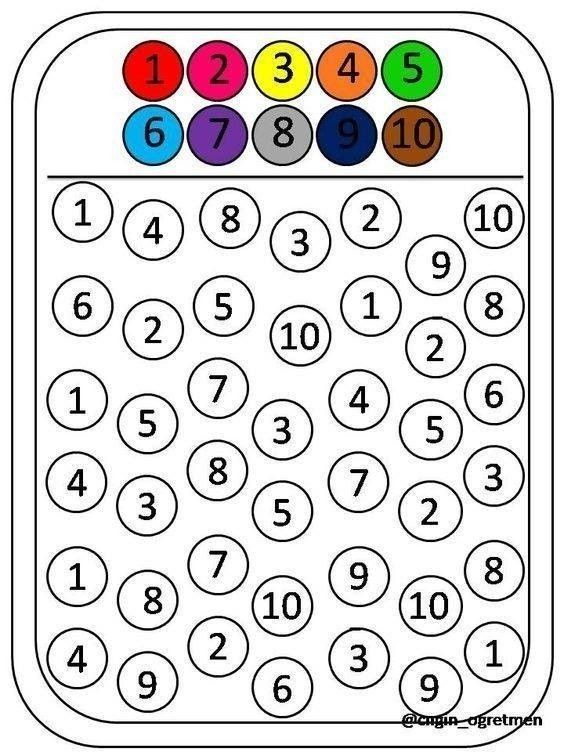 1 2 3 4 5
6 7 8 9 10
1 4 8 3 2 9 10
6 2 5 10 1 2 8
1 5 7 3 4 5 6
4 3 8 5 7 2 3
1 8 7 10 9 10 8
4 9 2 6 3 9 1
@cngin_ogretmen